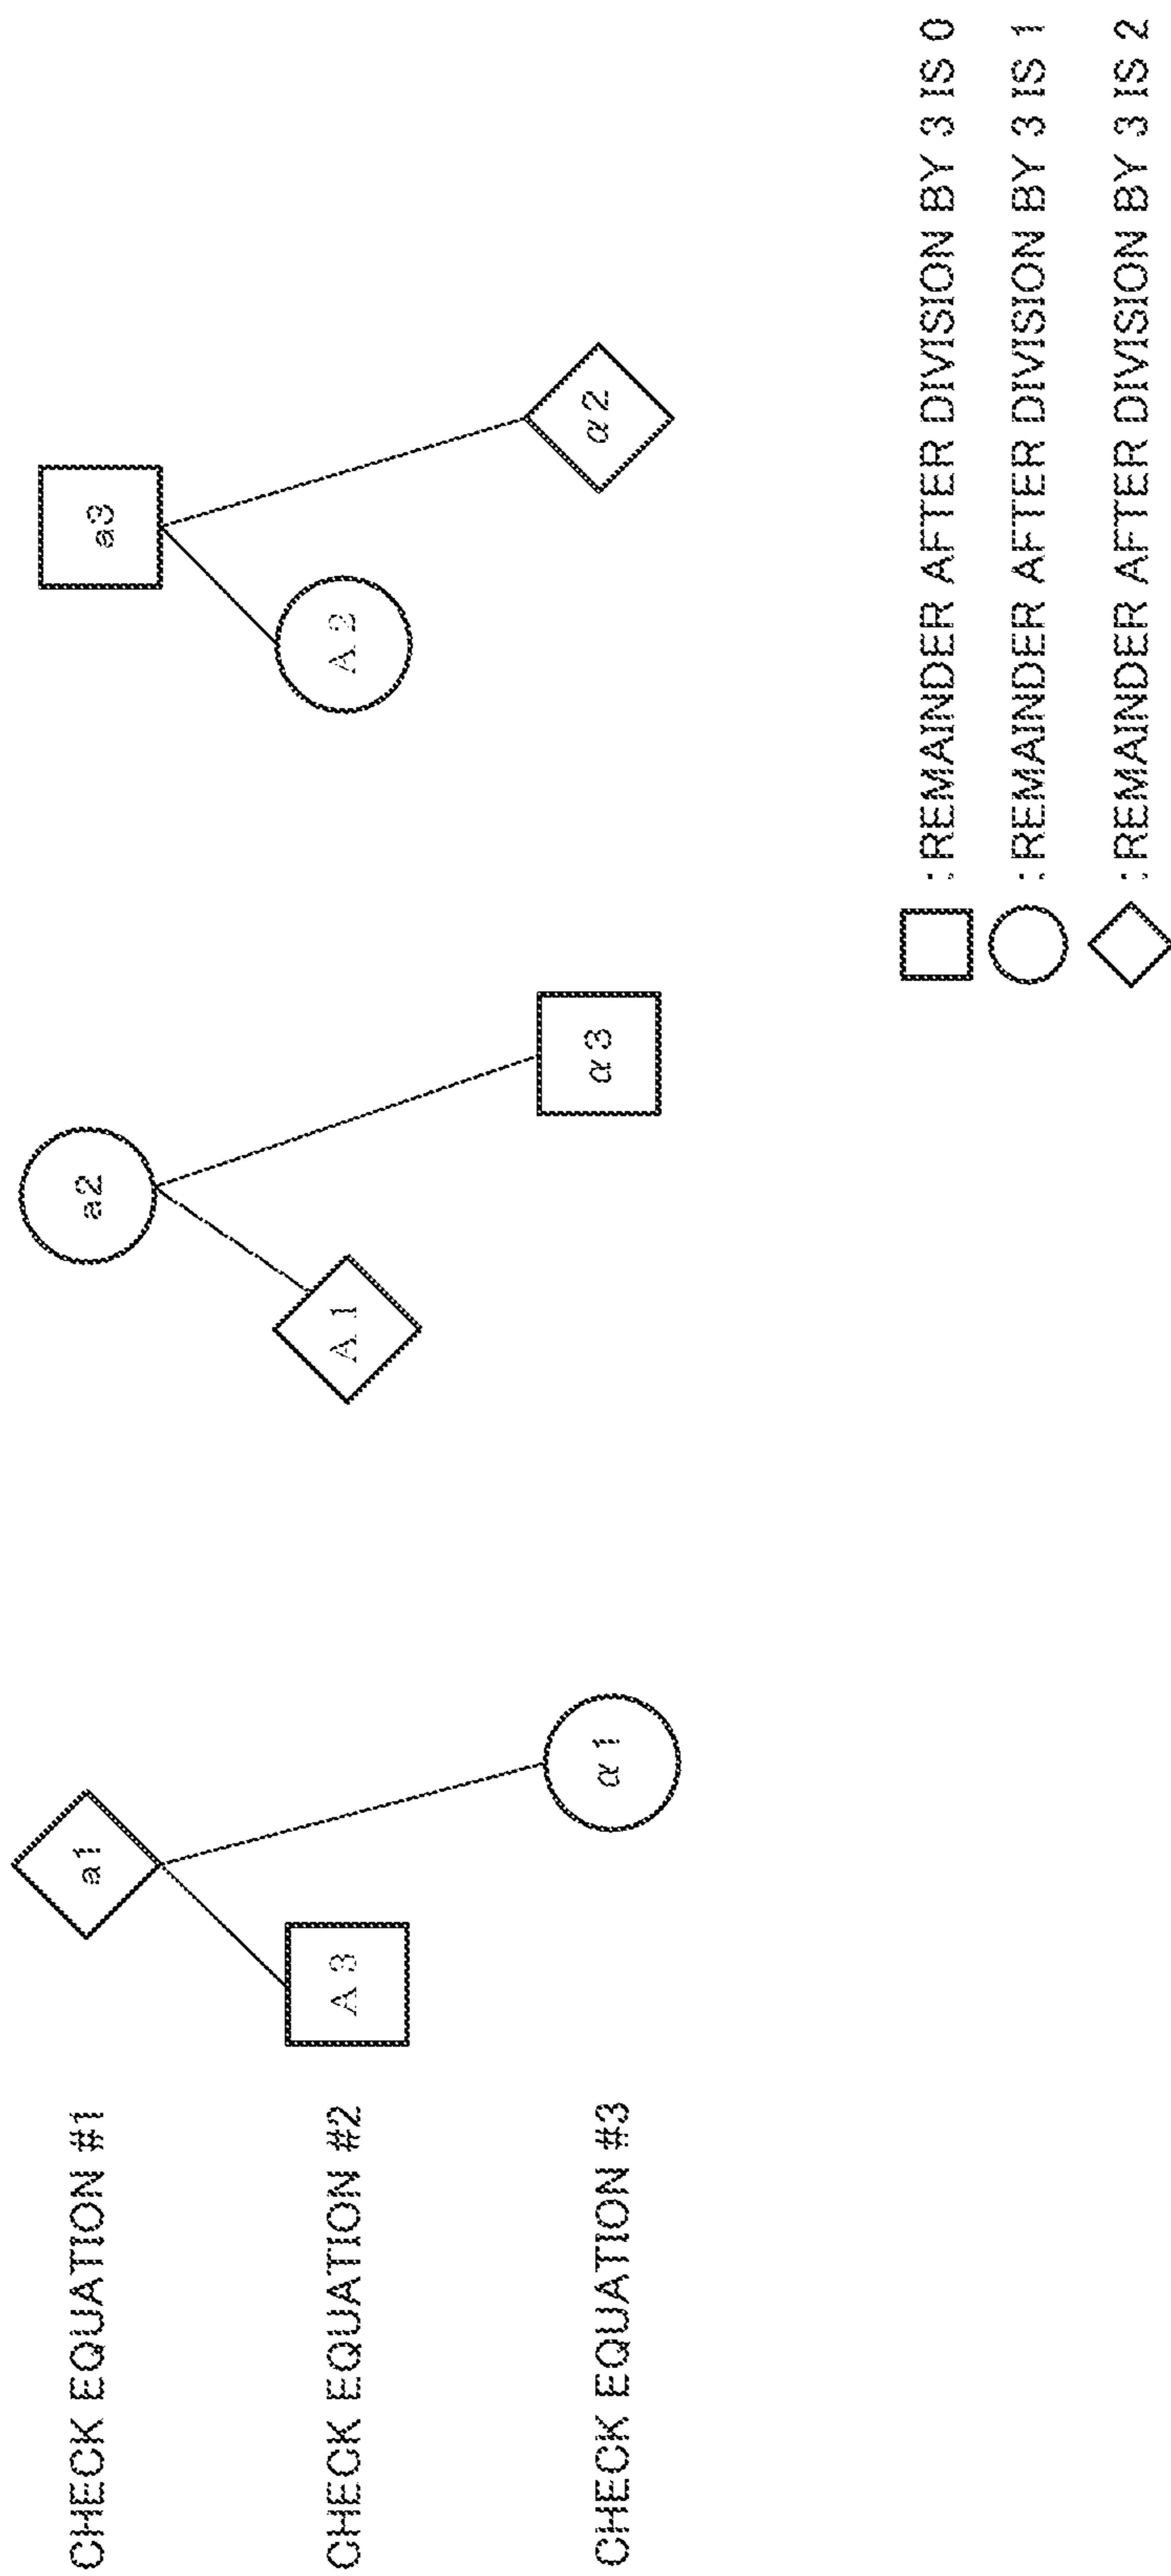 CHECK EQUATION #1
a1
a2
a3
CHECK EQUATION #2
A3
A1
A2
CHECK EQUATION #3
α1
α3
α2
: REMAINDER AFTER DIVISION BY 3 IS 0
: REMAINDER AFTER DIVISION BY 3 IS 1
: REMAINDER AFTER DIVISION BY 3 IS 2